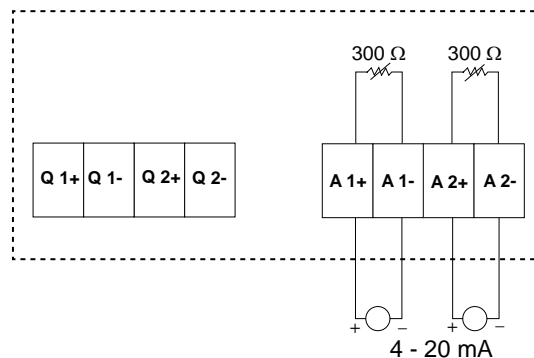 300 Ω 300 Ω
Q 1+ Q 1- Q 2+ Q 2- A 1+ A 1- A 2+ A 2-
+ − + −
4 - 20 mA